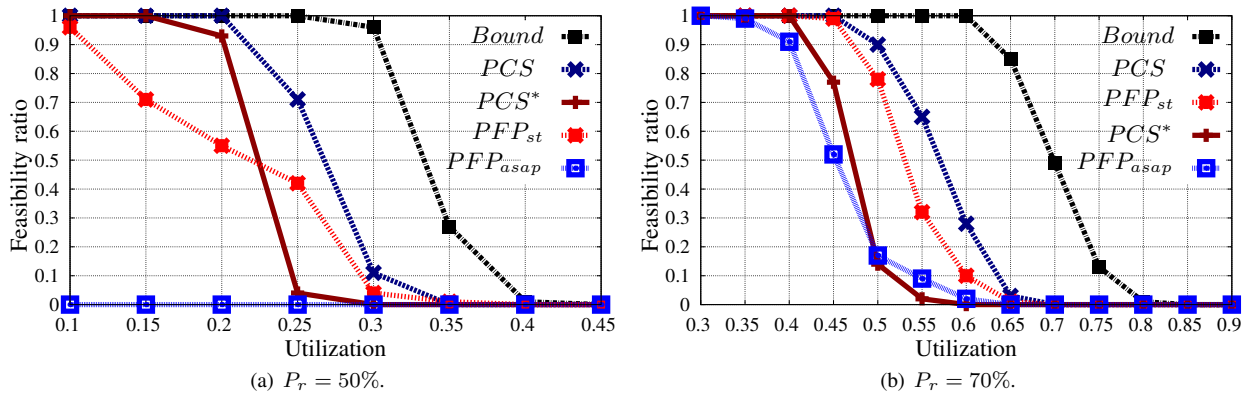 1
0.9
0.8
0.7
0.6
0.5
0.4
0.3
0.2
0.1
0
Feasibility ratio
Bound
PCS
PCS*
PFP_st
PFP_asap
0.1 0.15 0.2 0.25 0.3 0.35 0.4 0.45
Utilization
(a) P_r = 50%.
1
0.9
0.8
0.7
0.6
0.5
0.4
0.3
0.2
0.1
0
Feasibility ratio
Bound
PCS
PFP_st
PCS*
PFP_asap
0.3 0.35 0.4 0.45 0.5 0.55 0.6 0.65 0.7 0.75 0.8 0.85 0.9
Utilization
(b) P_r = 70%.